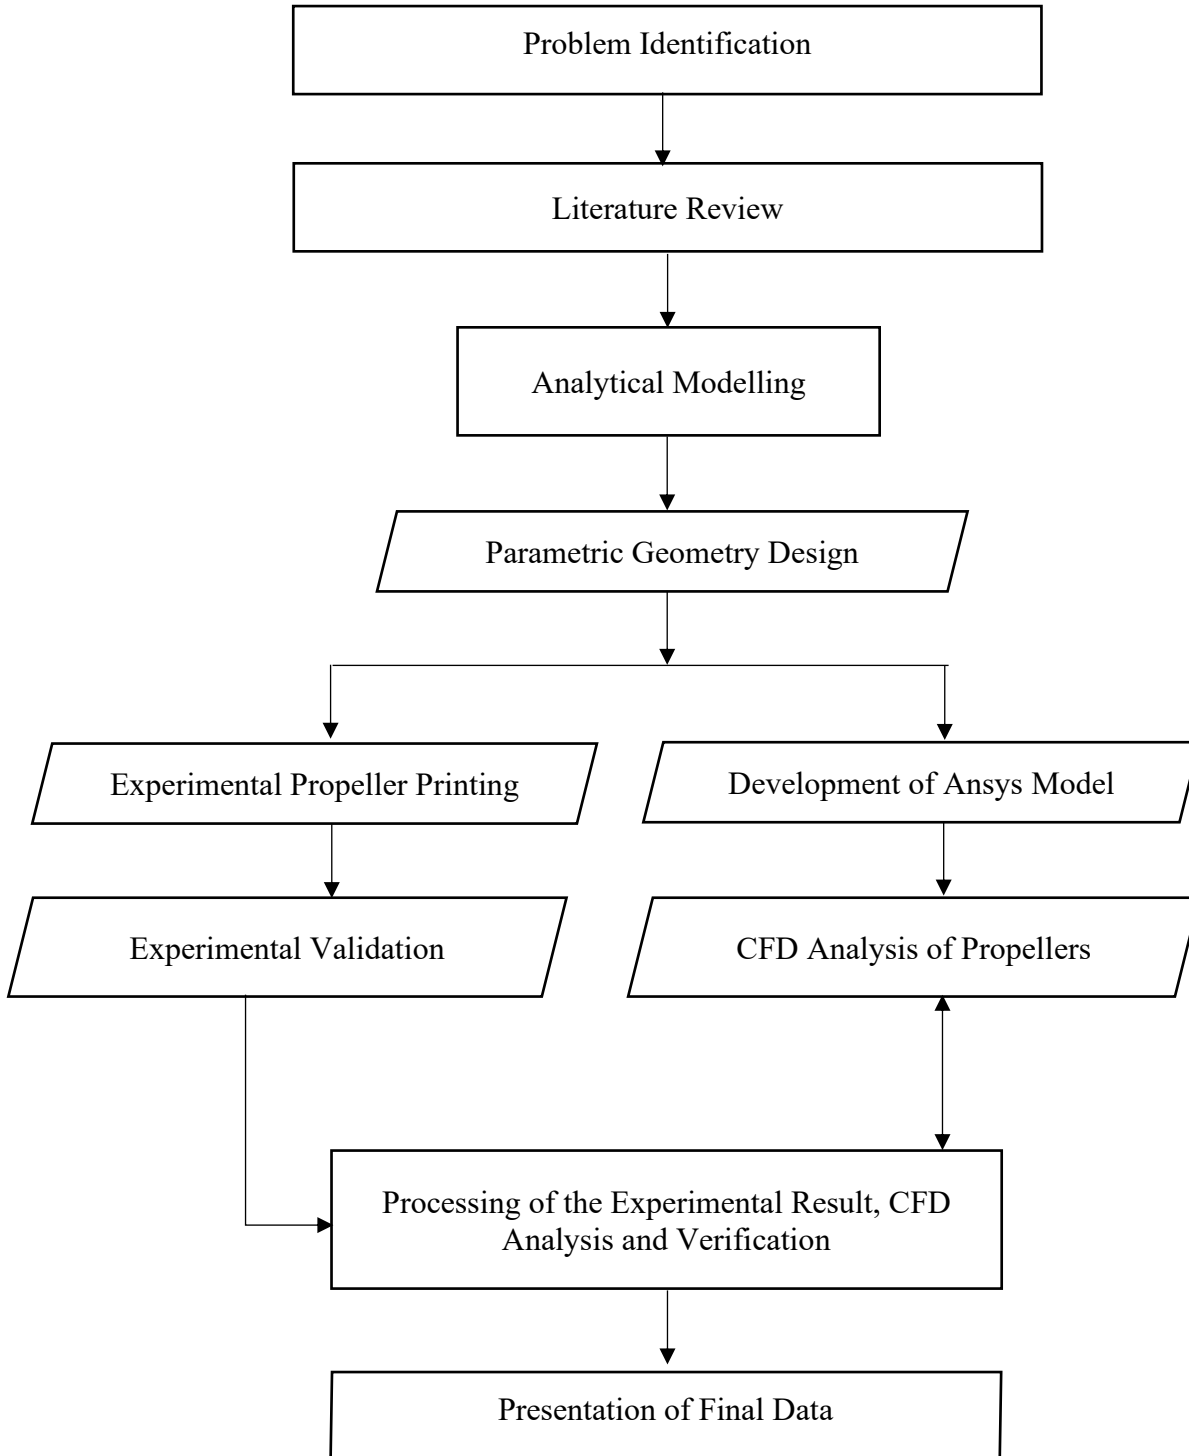 Problem Identification
Literature Review
Analytical Modelling
Parametric Geometry Design
Experimental Propeller Printing
Development of Ansys Model
Experimental Validation
CFD Analysis of Propellers
Processing of the Experimental Result, CFD
Analysis and Verification
Presentation of Final Data